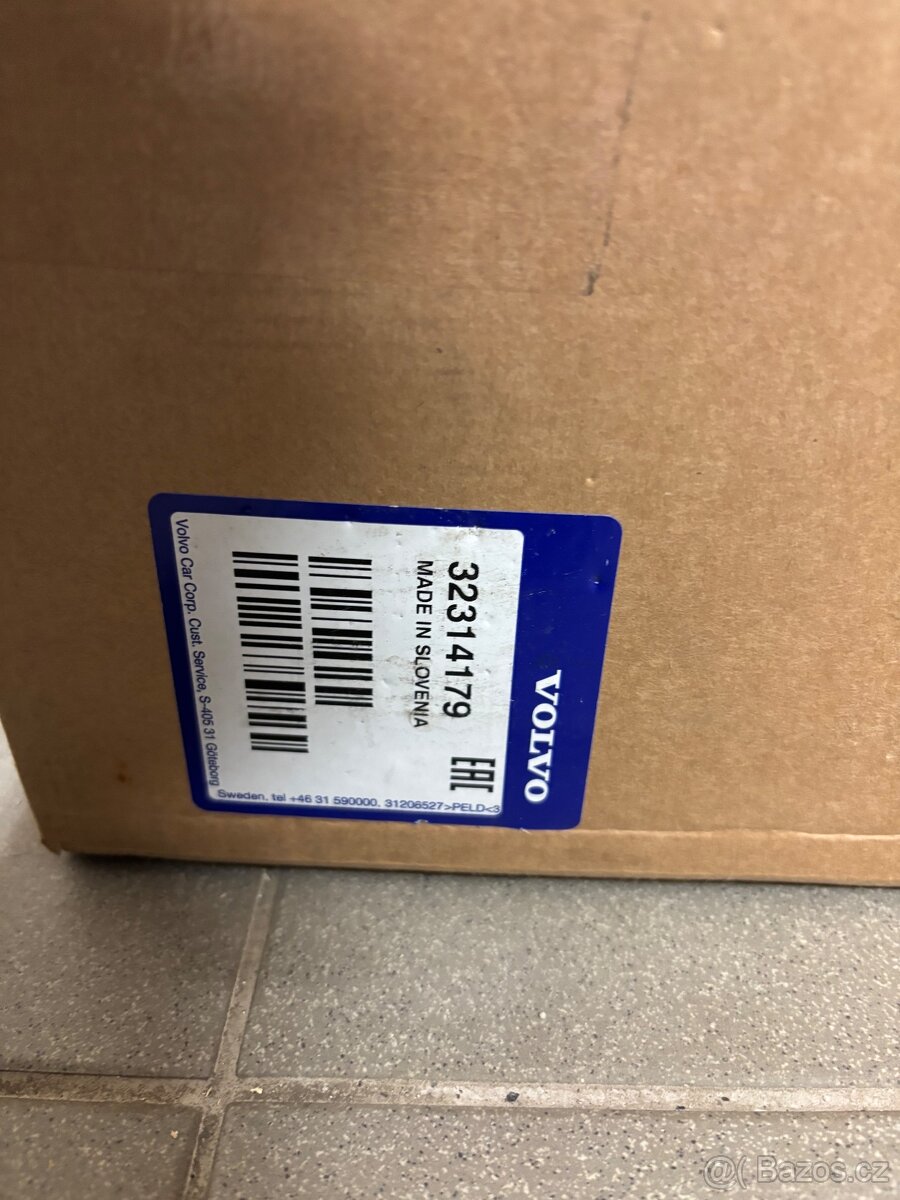 VOLVO
32314179
EAC
MADE IN SLOVENIA
Volvo Car Corp. Cust. Service, S-405 31 Göteborg
Sweden, tel +46 31 590000. 31206527>PELD<3
@( Bazos.cz